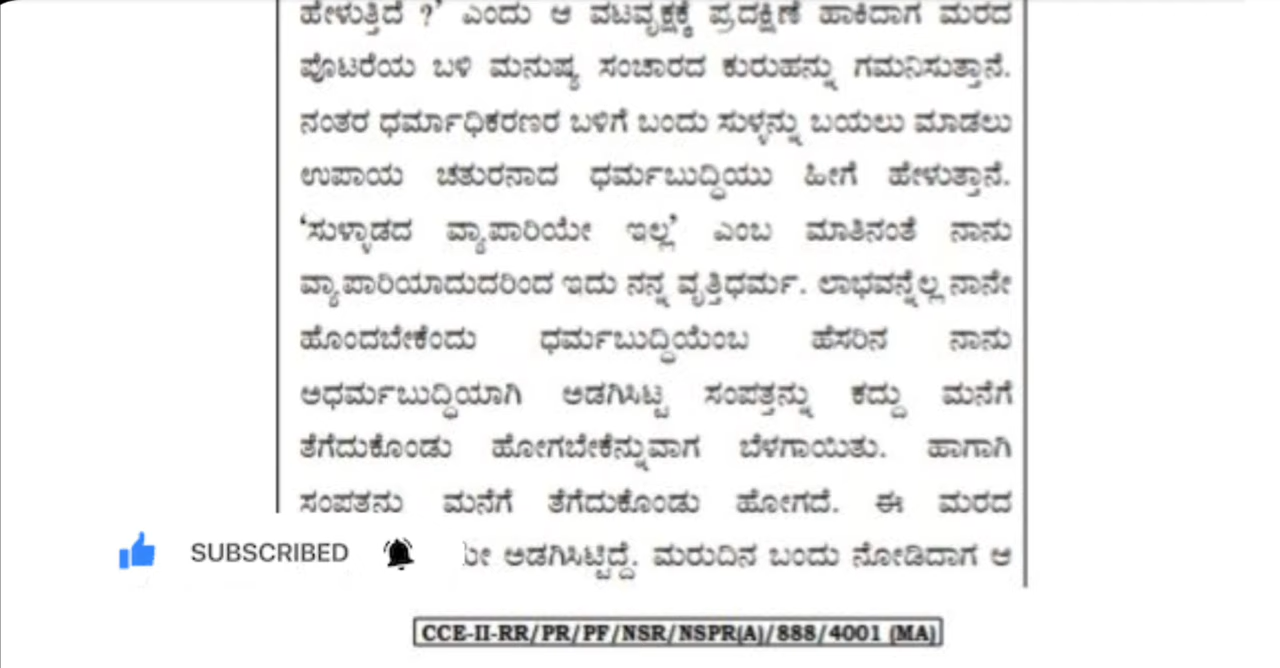 ಹೇಳುತ್ತಿದೆ ?' ಎಂದು ಆ ವಟವೃಕ್ಷಕ್ಕೆ ಪ್ರದಕ್ಷಿಣೆ ಹಾಕಿದಾಗ ಮರದ
ಪೊಟರೆಯ ಬಳಿ ಮನುಷ್ಯ ಸಂಚಾರದ ಕುರುಹನ್ನು ಗಮನಿಸುತ್ತಾನೆ.
ನಂತರ ಧರ್ಮಾಧಿಕರಣರ ಬಳಿಗೆ ಬಂದು ಸುಳ್ಳನ್ನು ಬಯಲು ಮಾಡಲು
ಉಪಾಯ ಚತುರನಾದ ಧರ್ಮಬುದ್ಧಿಯು ಹೀಗೆ ಹೇಳುತ್ತಾನೆ.
'ಸುಳ್ಳಾಡದ ವ್ಯಾಪಾರಿಯೇ ಇಲ್ಲ' ಎಂಬ ಮಾತಿನಂತೆ ನಾನು
ವ್ಯಾಪಾರಿಯಾದುದರಿಂದ ಇದು ನನ್ನ ವೃತ್ತಿಧರ್ಮ. ಲಾಭವನ್ನೆಲ್ಲ ನಾನೇ
ಹೊಂದಬೇಕೆಂದು ಧರ್ಮಬುದ್ಧಿಯೆಂಬ ಹೆಸರಿನ ನಾನು
ಅಧರ್ಮಬುದ್ಧಿಯಾಗಿ ಅಡಗಿಸಿಟ್ಟ ಸಂಪತ್ತನ್ನು ಕದ್ದು ಮನೆಗೆ
ತೆಗೆದುಕೊಂಡು ಹೋಗಬೇಕೆನ್ನುವಾಗ ಬೆಳಗಾಯಿತು. ಹಾಗಾಗಿ
ಸಂಪತನು ಮನೆಗೆ ತೆಗೆದುಕೊಂಡು ಹೋಗದೆ. ಈ ಮರದ
SUBSCRIBED ಅಡಗಿಸಿಟ್ಟಿದ್ದೆ. ಮರುದಿನ ಬಂದು ನೋಡಿದಾಗ ಆ
CCE-II-RR/PR/PF/NSR/NSPR(A)/888/4001 (MA)